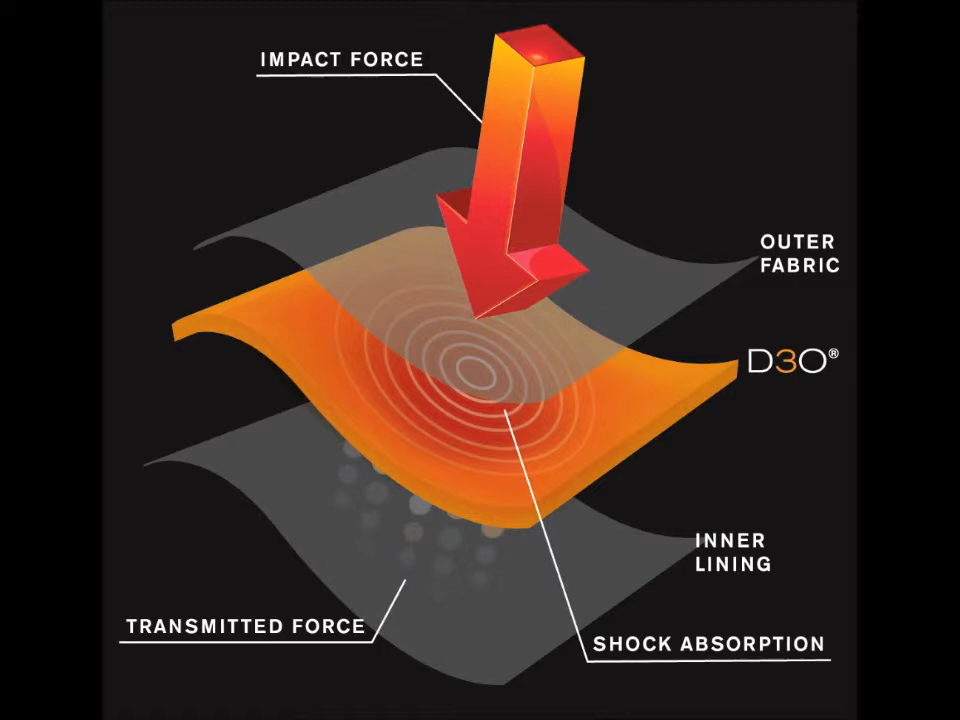 IMPACT FORCE
OUTER
FABRIC
D3O®
INNER
LINING
TRANSMITTED FORCE
SHOCK ABSORPTION